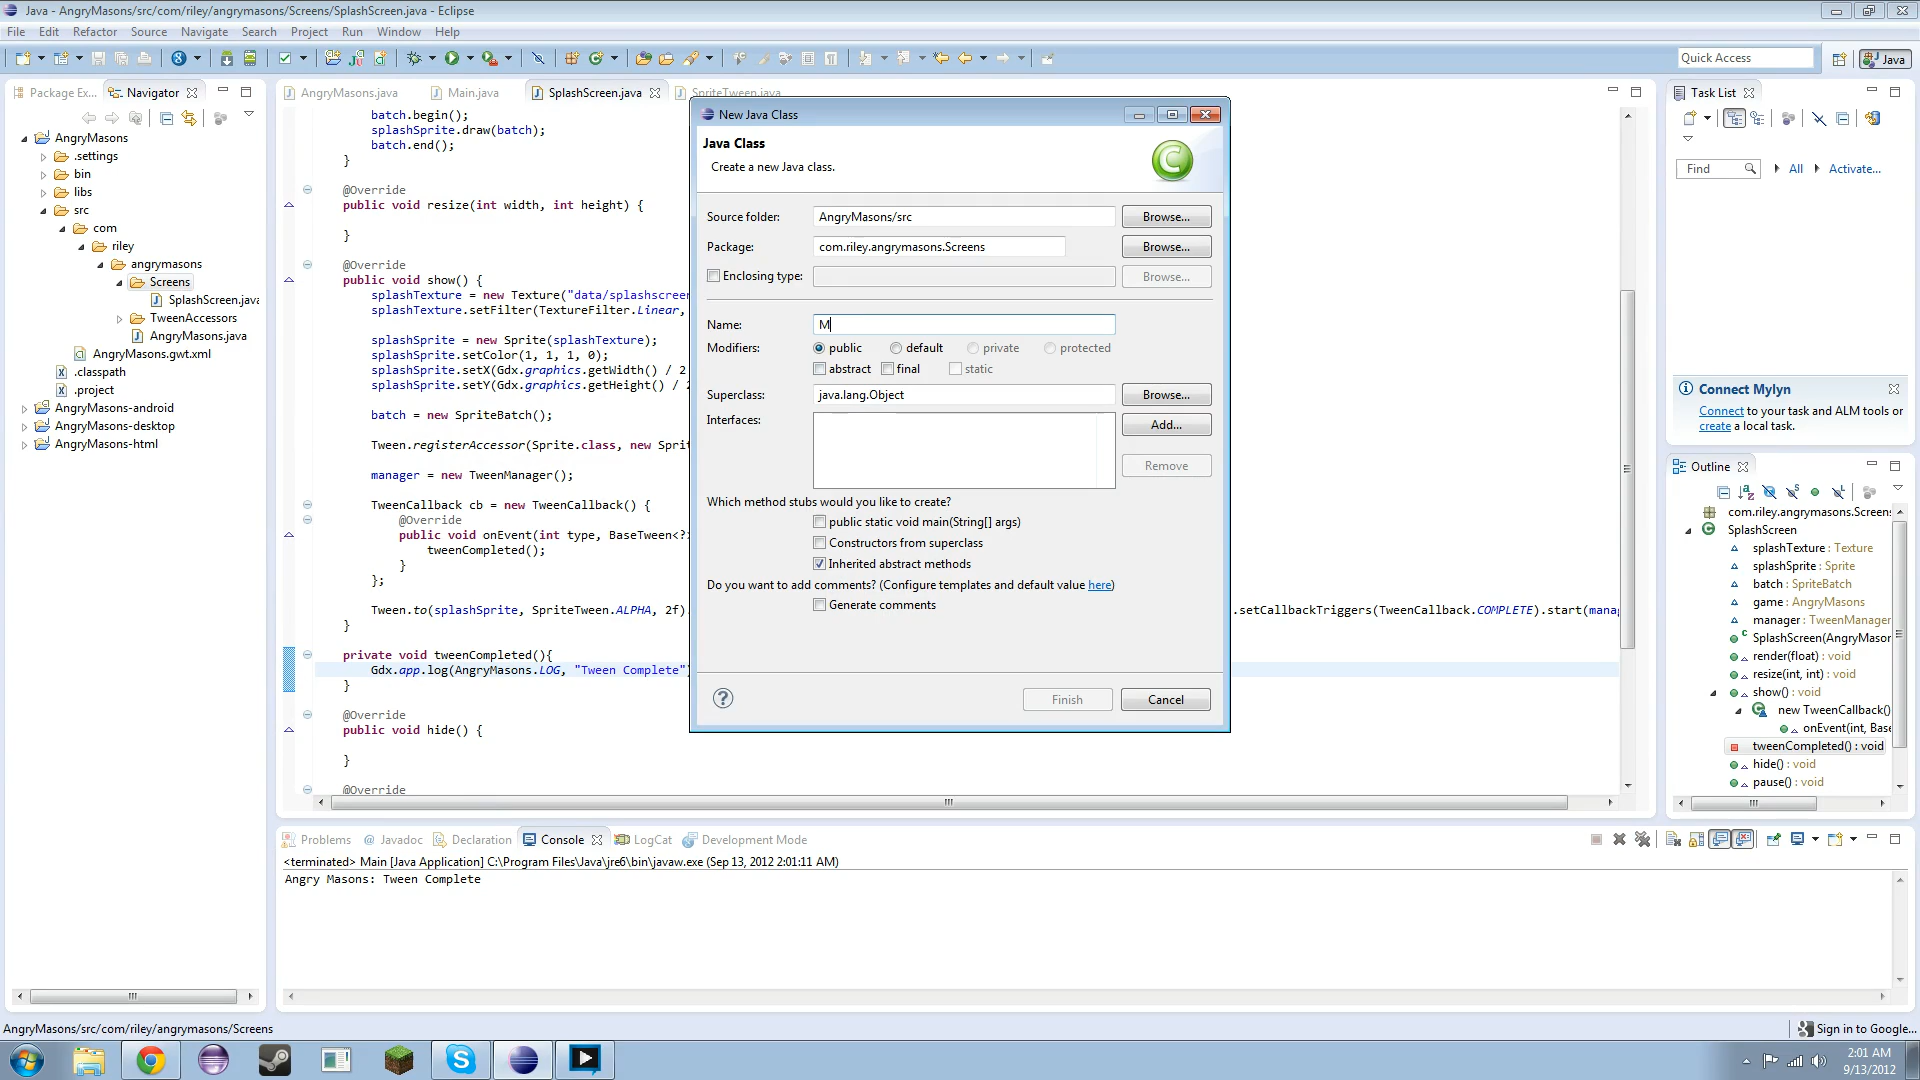 Java - AngryMasons/src/com/riley/angrymasons/Screens/SplashScreen.java - Eclipse
File Edit Refactor Source Navigate Search Project Run Window Help
Quick Access
Java
Package Ex...
Navigator
AngryMasons
.settings
bin
libs
src
com
riley
angrymasons
Screens
SplashScreen.java
TweenAccessors
AngryMasons.java
AngryMasons.gwt.xml
.classpath
.project
AngryMasons-android
AngryMasons-desktop
AngryMasons-html
AngryMasons.java Main.java SplashScreen.java SpriteTween.java
batch.begin();
splashSprite.draw(batch);
batch.end();
}
@Override
public void resize(int width, int height) {
}
@Override
public void show() {
splashTexture = new Texture("data/splashscreen
splashTexture.setFilter(TextureFilter.Linear,
splashSprite = new Sprite(splashTexture);
splashSprite.setColor(1, 1, 1, 0);
splashSprite.setX(Gdx.graphics.getWidth() / 2
splashSprite.setY(Gdx.graphics.getHeight() / 2
batch = new SpriteBatch();
Tween.registerAccessor(Sprite.class, new Sprit
manager = new TweenManager();
TweenCallback cb = new TweenCallback() {
@Override
public void onEvent(int type, BaseTween<?>
tweenCompleted();
}
};
Tween.to(splashSprite, SpriteTween.ALPHA, 2f). .setCallbackTriggers(TweenCallback.COMPLETE).start(mana
}
private void tweenCompleted(){
Gdx.app.log(AngryMasons.LOG, "Tween Complete")
}
@Override
public void hide() {
}
@Override
New Java Class
Java Class
Create a new Java class.
Source folder: AngryMasons/src Browse...
Package: com.riley.angrymasons.Screens Browse...
Enclosing type: Browse...
Name: M
Modifiers: public default private protected
abstract final static
Superclass: java.lang.Object Browse...
Interfaces: Add...
Remove
Which method stubs would you like to create?
public static void main(String[] args)
Constructors from superclass
Inherited abstract methods
Do you want to add comments? (Configure templates and default value here)
Generate comments
Finish Cancel
Task List
Find All Activate...
Connect Mylyn
Connect to your task and ALM tools or
create a local task.
Outline
com.riley.angrymasons.Screens
SplashScreen
splashTexture : Texture
splashSprite : Sprite
batch : SpriteBatch
game : AngryMasons
manager : TweenManager
SplashScreen(AngryMason
render(float) : void
resize(int, int) : void
show() : void
new TweenCallback()
onEvent(int, Base
tweenCompleted() : void
hide() : void
pause() : void
Problems Javadoc Declaration Console LogCat Development Mode
<terminated> Main [Java Application] C:\Program Files\Java\jre6\bin\javaw.exe (Sep 13, 2012 2:01:11 AM)
Angry Masons: Tween Complete
AngryMasons/src/com/riley/angrymasons/Screens
Sign in to Google...
2:01 AM
9/13/2012